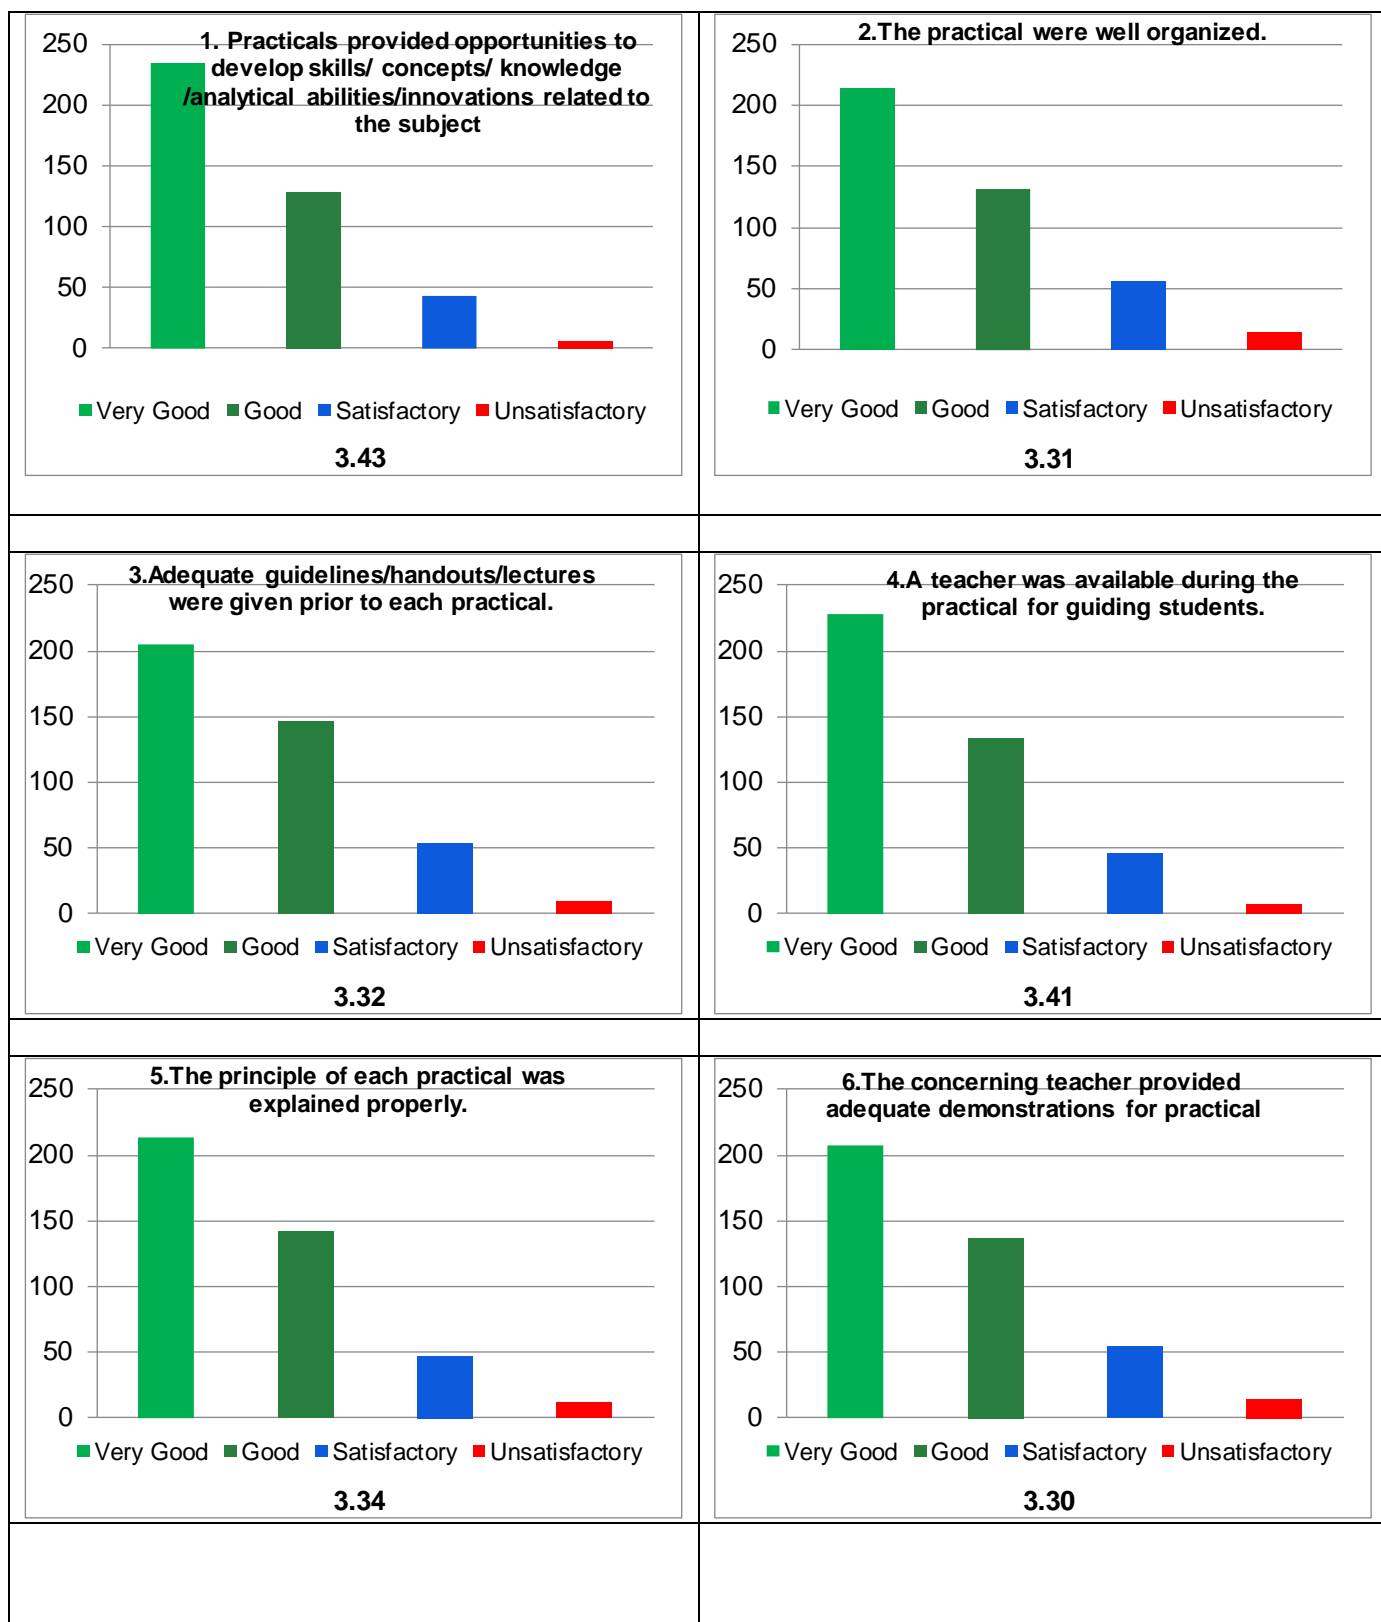 1. Practicals provided opportunities to
develop skills/ concepts/ knowledge
/analytical abilities/innovations related to
the subject
250
200
150
100
50
0
Very Good Good Satisfactory Unsatisfactory
3.43
2.The practical were well organized.
250
200
150
100
50
0
Very Good Good Satisfactory Unsatisfactory
3.31
3.Adequate guidelines/handouts/lectures
were given prior to each practical.
250
200
150
100
50
0
Very Good Good Satisfactory Unsatisfactory
3.32
4.A teacher was available during the
practical for guiding students.
250
200
150
100
50
0
Very Good Good Satisfactory Unsatisfactory
3.41
5.The principle of each practical was
explained properly.
250
200
150
100
50
0
Very Good Good Satisfactory Unsatisfactory
3.34
6.The concerning teacher provided
adequate demonstrations for practical
250
200
150
100
50
0
Very Good Good Satisfactory Unsatisfactory
3.30